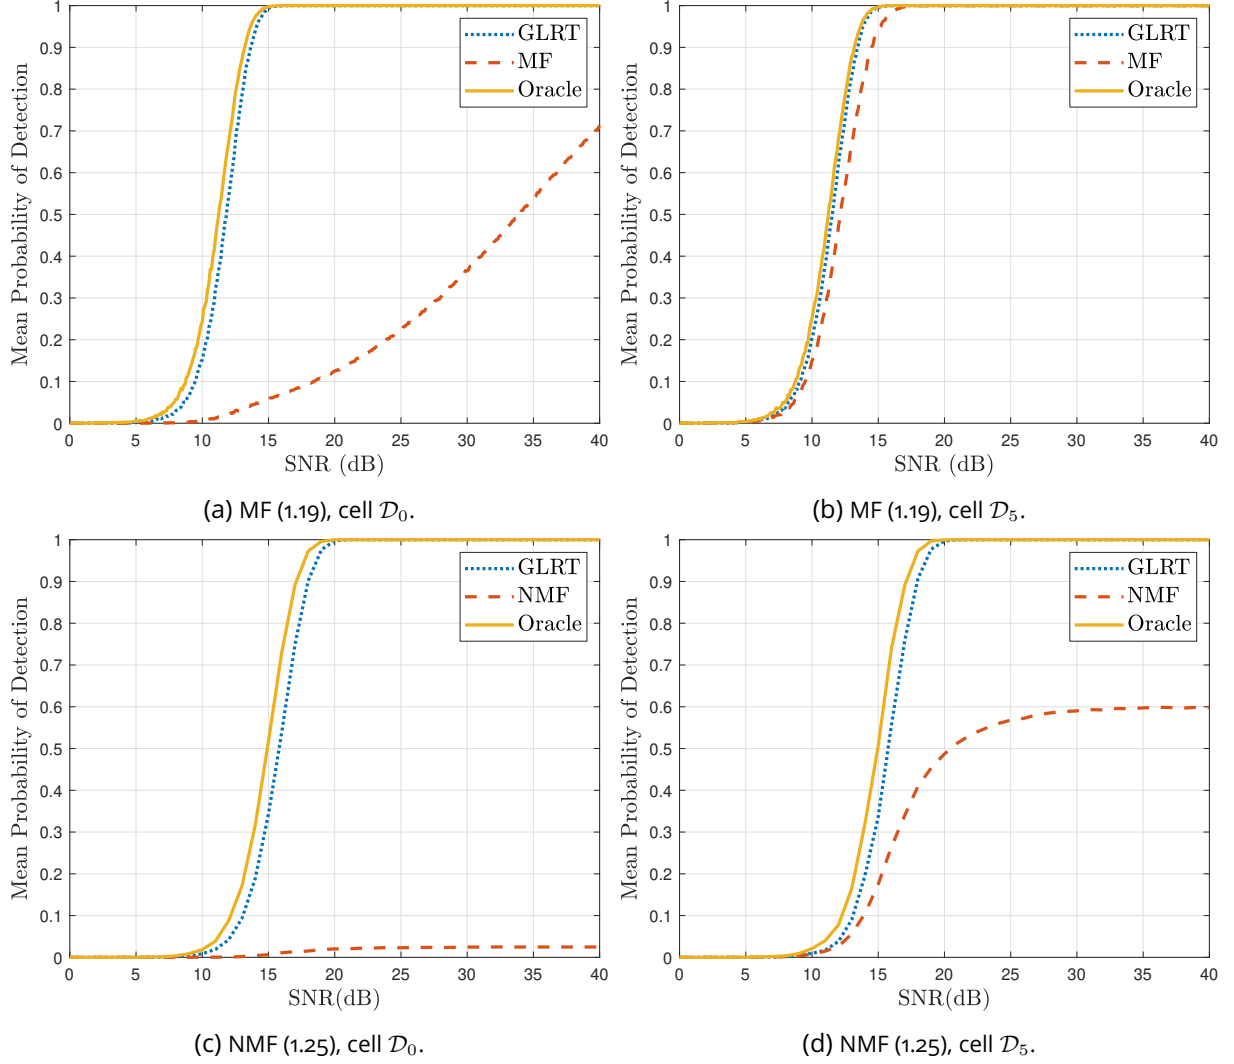 1
0.9
0.8
0.7
0.6
0.5
0.4
0.3
0.2
0.1
0
Mean Probability of Detection
GLRT
MF
Oracle
0 5 10 15 20 25 30 35 40
SNR (dB)
(a) MF (1.19), cell 𝒟₀.
1
0.9
0.8
0.7
0.6
0.5
0.4
0.3
0.2
0.1
0
Mean Probability of Detection
GLRT
MF
Oracle
0 5 10 15 20 25 30 35 40
SNR (dB)
(b) MF (1.19), cell 𝒟₅.
1
0.9
0.8
0.7
0.6
0.5
0.4
0.3
0.2
0.1
0
Mean Probability of Detection
GLRT
NMF
Oracle
0 5 10 15 20 25 30 35 40
SNR(dB)
(c) NMF (1.25), cell 𝒟₀.
1
0.9
0.8
0.7
0.6
0.5
0.4
0.3
0.2
0.1
0
Mean Probability of Detection
GLRT
NMF
Oracle
0 5 10 15 20 25 30 35 40
SNR(dB)
(d) NMF (1.25), cell 𝒟₅.